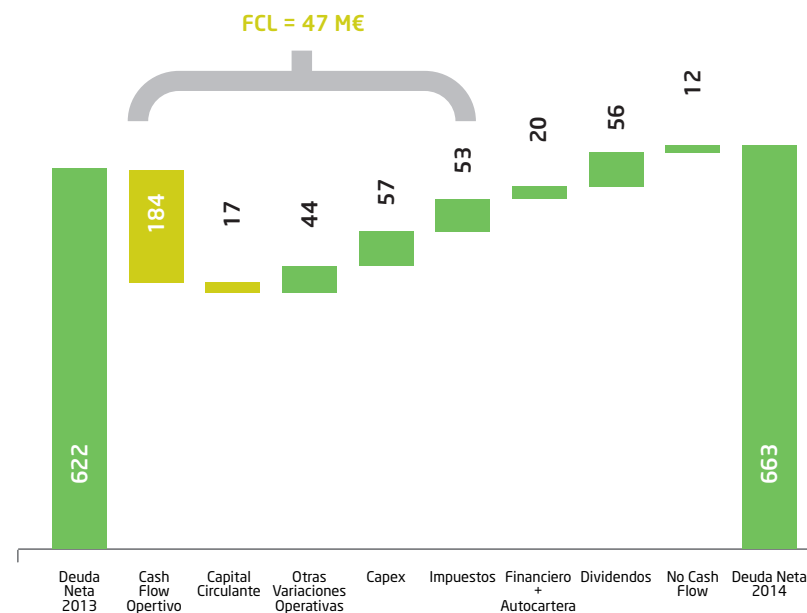 FCL = 47 M€
622
184
17
44
57
53
20
56
12
663
Deuda
Neta
2013
Cash
Flow
Opertivo
Capital
Circulante
Otras
Variaciones
Operativas
Capex
Impuestos
Financiero
+
Autocartera
Dividendos
No Cash
Flow
Deuda Neta
2014